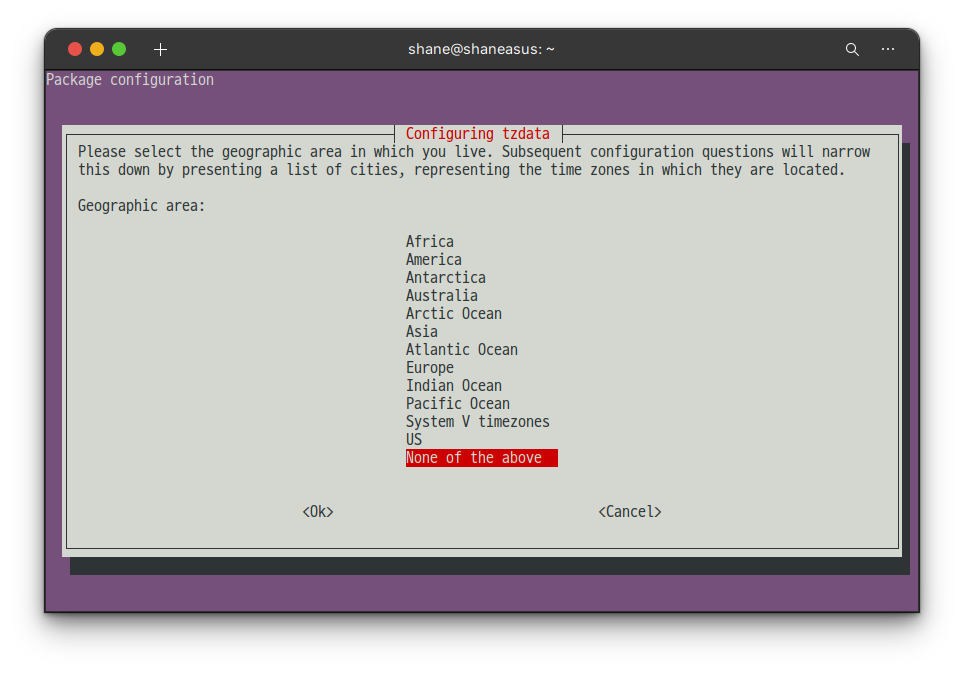 shane@shaneasus: ~
Package configuration
Configuring tzdata
Please select the geographic area in which you live. Subsequent configuration questions will narrow
this down by presenting a list of cities, representing the time zones in which they are located.
Geographic area:
Africa
America
Antarctica
Australia
Arctic Ocean
Asia
Atlantic Ocean
Europe
Indian Ocean
Pacific Ocean
System V timezones
US
None of the above
<Ok> <Cancel>